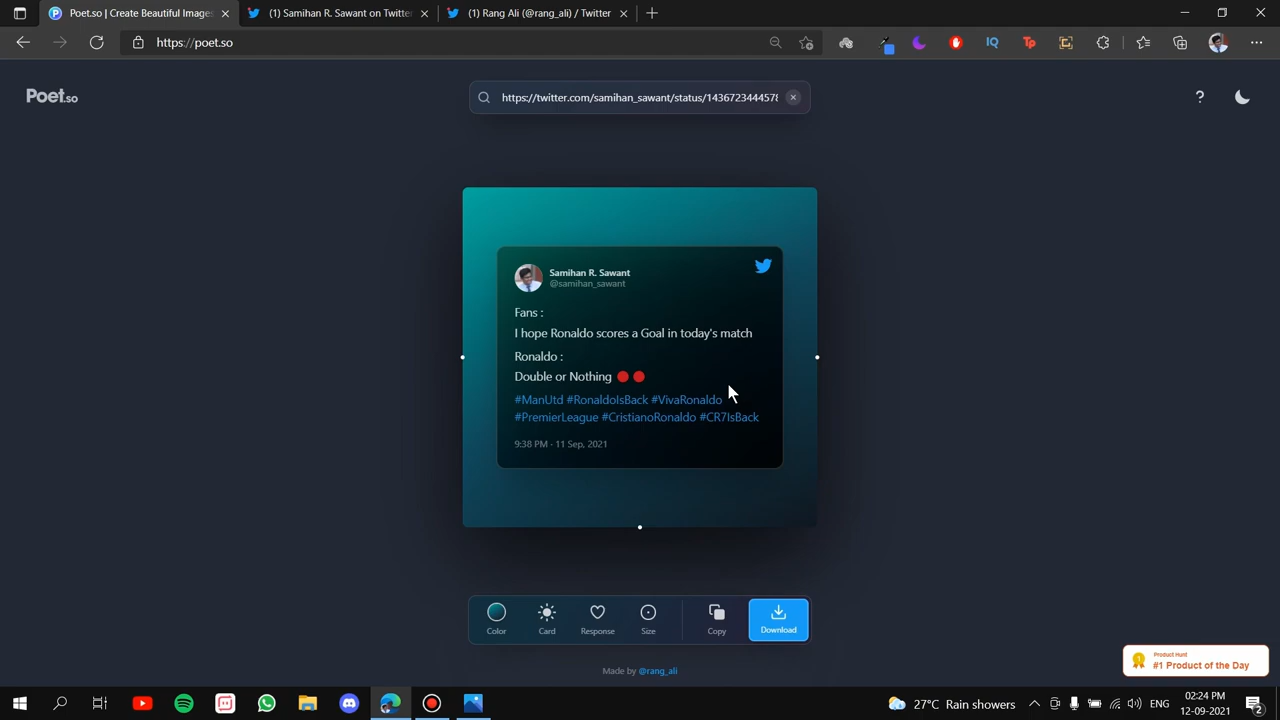 Poet.so | Create Beautiful Images
(1) Samihan R. Sawant on Twitter
(1) Rang Ali (@rang_ali) / Twitter
https://poet.so
Poet.so
https://twitter.com/samihan_sawant/status/1436723444578
?
Samihan R. Sawant
@samihan_sawant
Fans :
I hope Ronaldo scores a Goal in today's match
Ronaldo :
Double or Nothing
#ManUtd #RonaldoIsBack #VivaRonaldo
#PremierLeague #CristianoRonaldo #CR7IsBack
9:38 PM · 11 Sep, 2021
Color
Card
Response
Size
Copy
Download
Made by @rang_ali
Product Hunt
#1 Product of the Day
27°C Rain showers
ENG
02:24 PM
12-09-2021
2